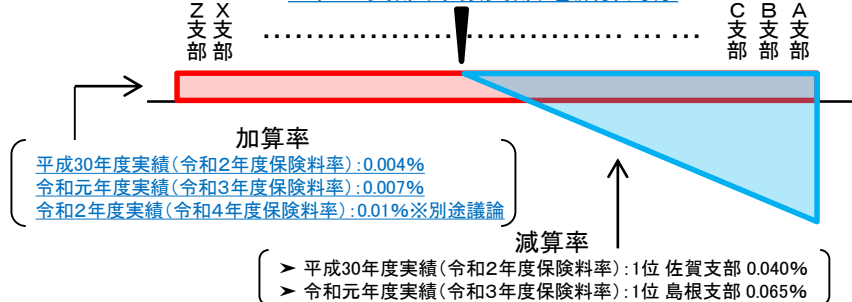 Z支部
X支部
C支部
B支部
A支部
加算率
平成30年度実績(令和2年度保険料率):0.004%
令和元年度実績(令和3年度保険料率):0.007%
令和2年度実績(令和4年度保険料率):0.01%※別途議論
減算率
➤ 平成30年度実績(令和2年度保険料率):1位 佐賀支部 0.040%
➤ 令和元年度実績(令和3年度保険料率):1位 島根支部 0.065%